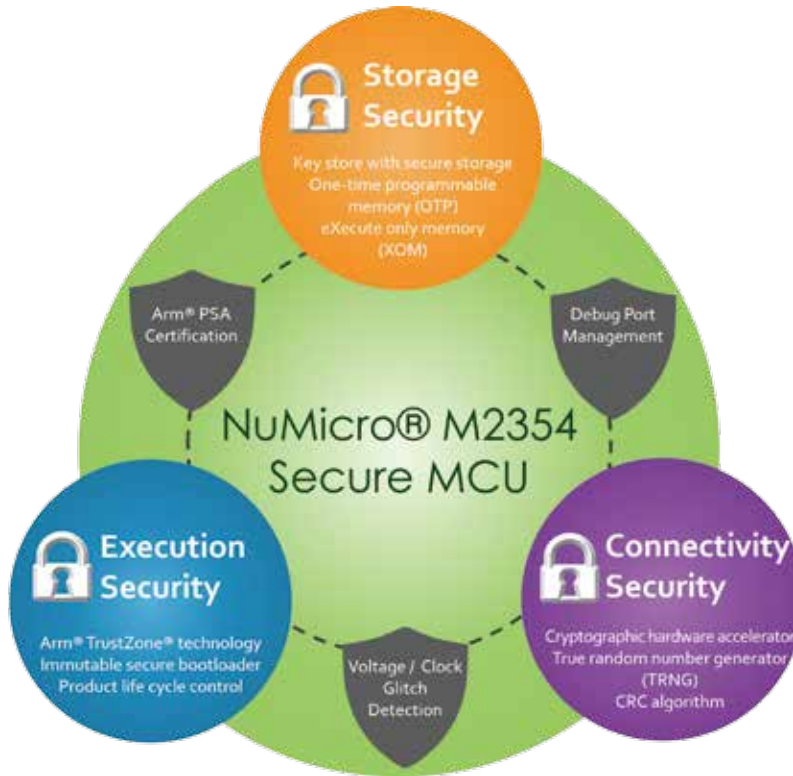 Storage
Security
Key store with secure storage
One-time programmable
memory (OTP)
eXecute only memory
(XOM)
Arm® PSA
Certification
Debug Port
Management
NuMicro® M2354
Secure MCU
Execution
Security
Arm® TrustZone® technology
Immutable secure bootloader
Product life cycle control
Connectivity
Security
Cryptographic hardware accelerator
True random number generator
(TRNG)
CRC algorithm
Voltage / Clock
Glitch
Detection